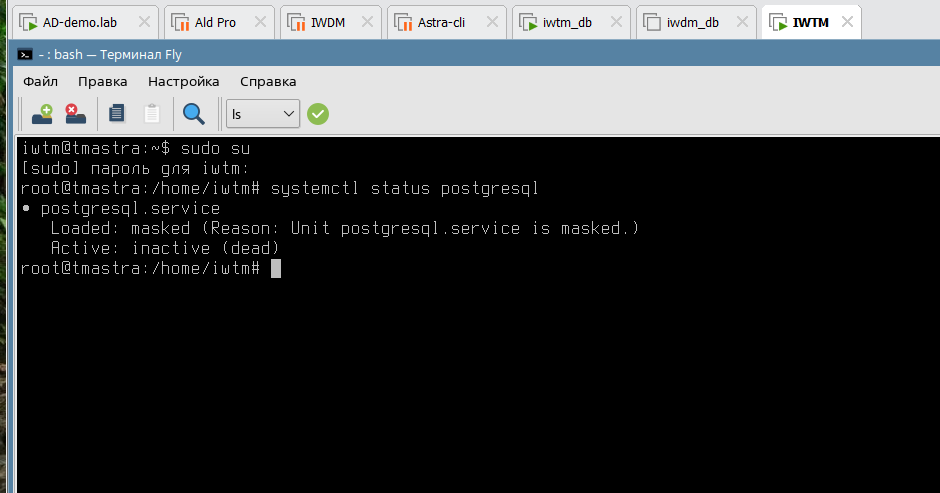 AD-demo.lab Ald Pro IWDM Astra-cli iwtm_db iwdm_db IWTM
- : bash — Терминал Fly
Файл Правка Настройка Справка
ls
iwtm@tmastra:~$ sudo su
[sudo] пароль для iwtm:
root@tmastra:/home/iwtm# systemctl status postgresql
● postgresql.service
Loaded: masked (Reason: Unit postgresql.service is masked.)
Active: inactive (dead)
root@tmastra:/home/iwtm#